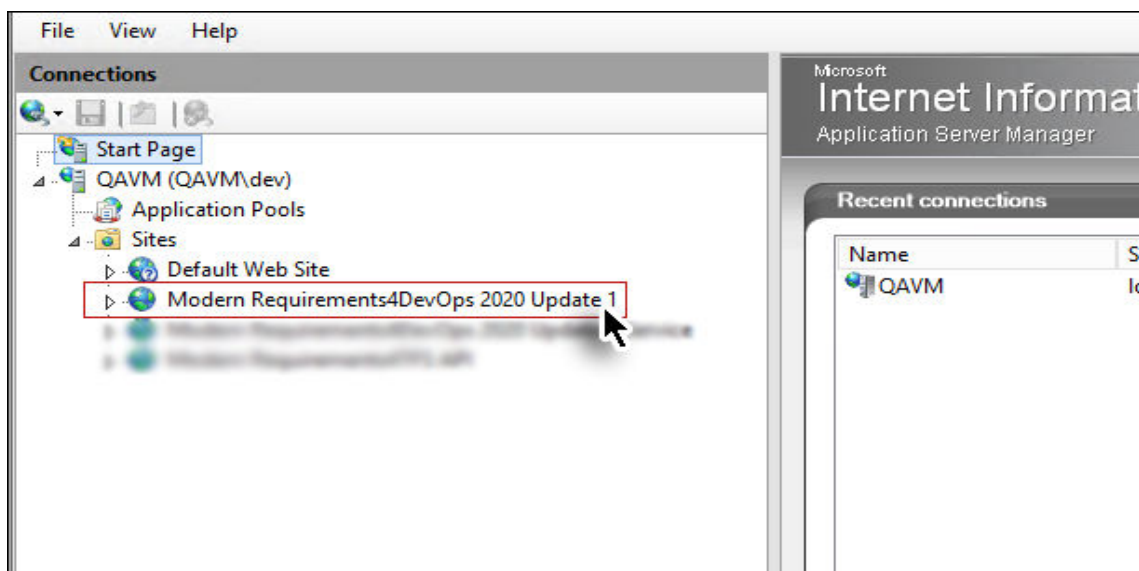 File View Help
Connections
Start Page
QAVM (QAVM\dev)
Application Pools
Sites
Default Web Site
Modern Requirements4DevOps 2020 Update 1
Microsoft
Internet Informat
Application Server Manager
Recent connections
Name S
QAVM lo